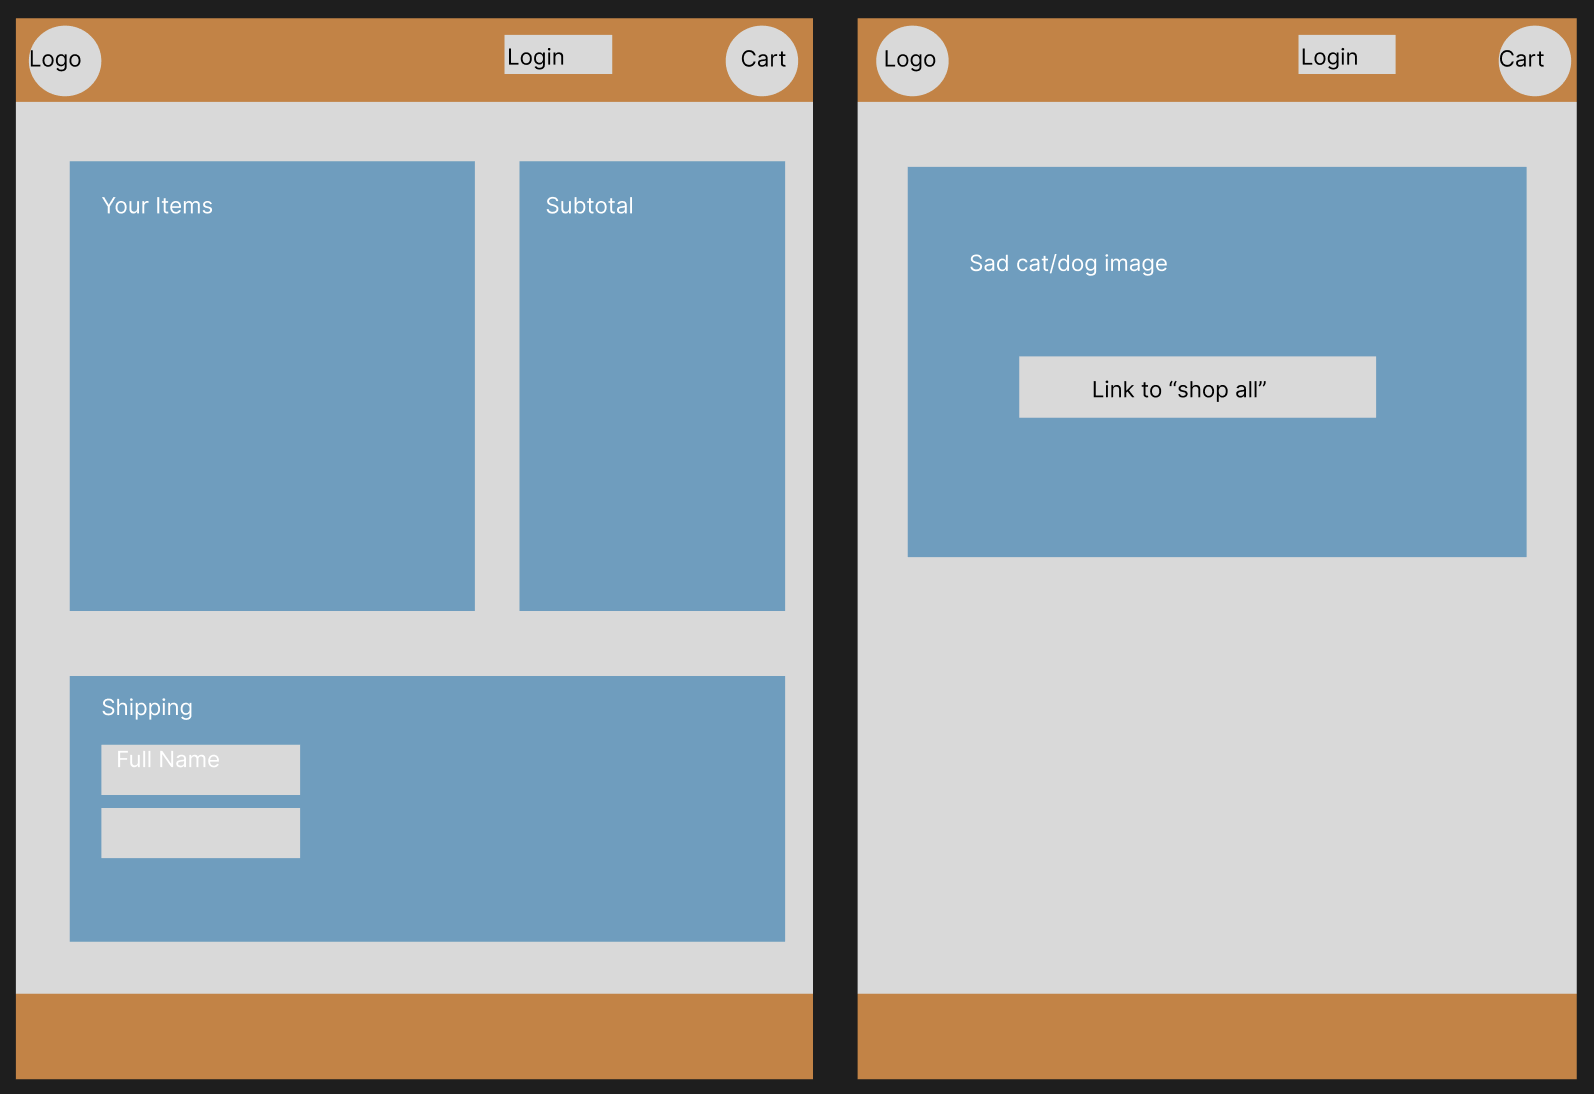 Logo
Login
Cart
Your Items
Subtotal
Shipping
Full Name
Logo
Login
Cart
Sad cat/dog image
Link to “shop all”